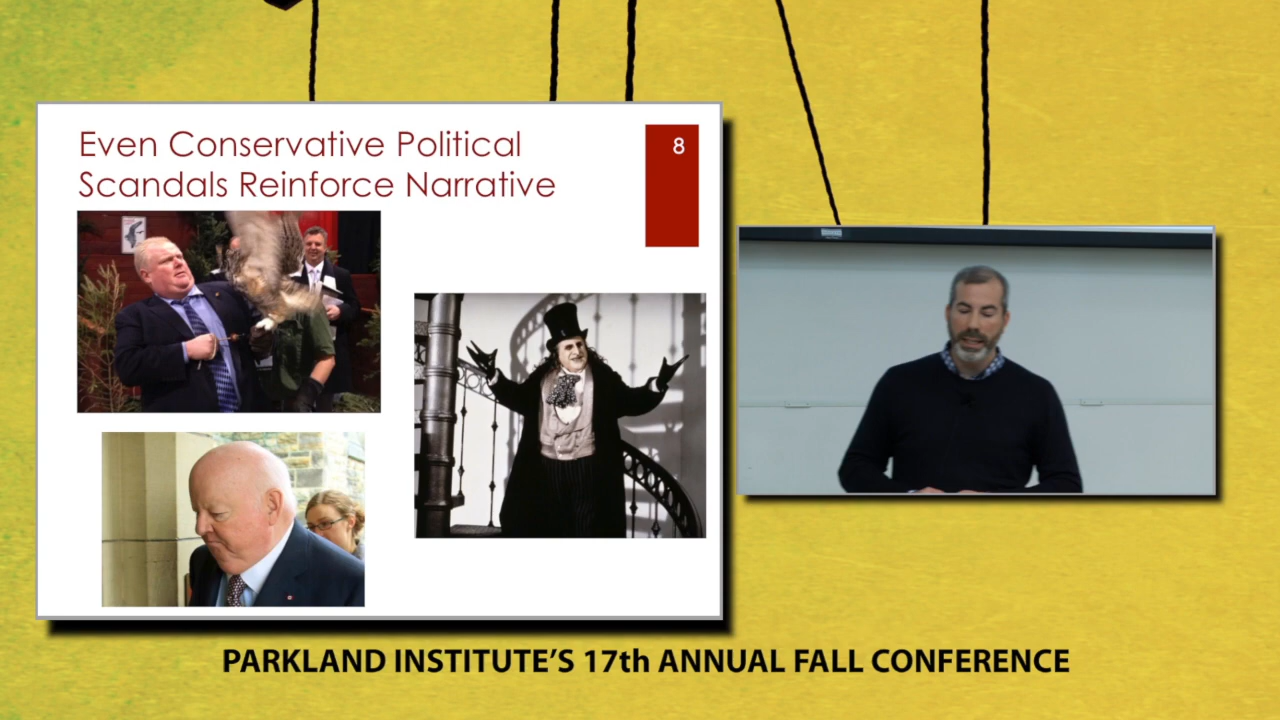 Even Conservative Political
Scandals Reinforce Narrative
8
PARKLAND INSTITUTE'S 17th ANNUAL FALL CONFERENCE